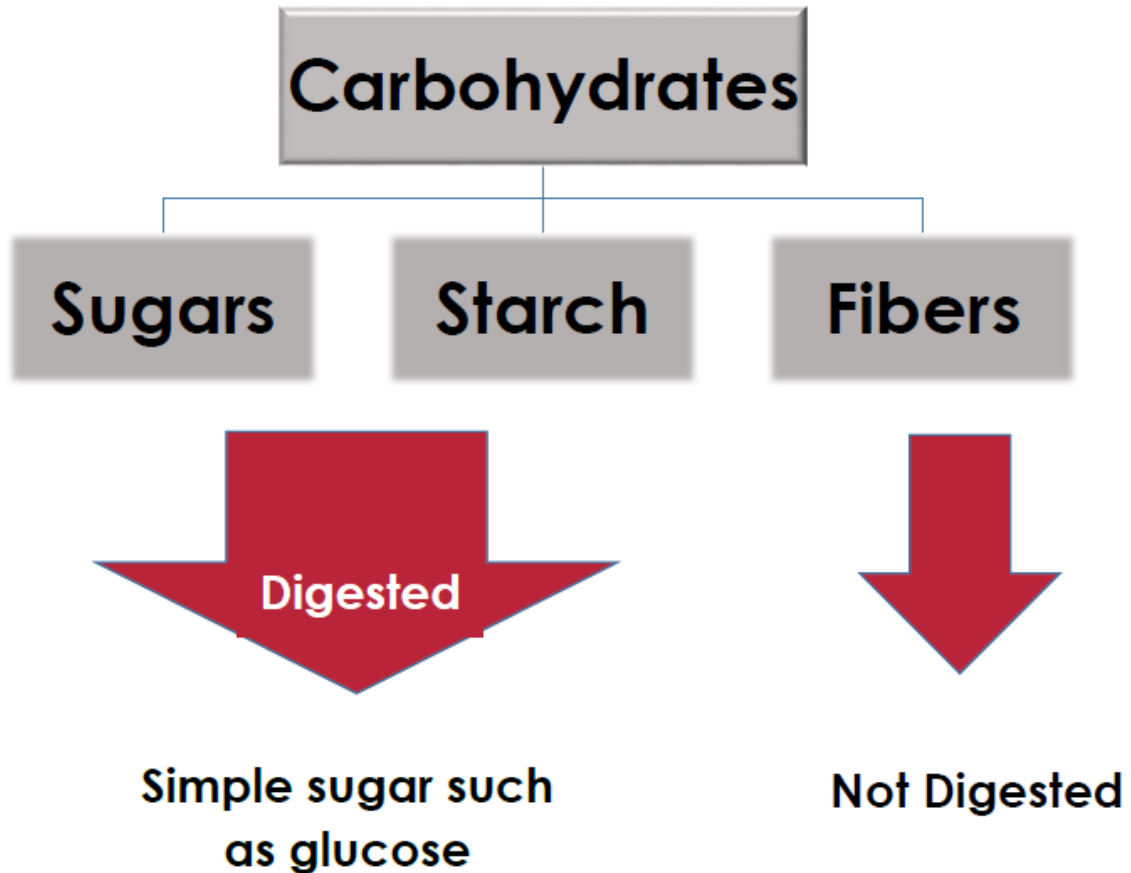 Carbohydrates
Sugars
Starch
Fibers
Digested
Simple sugar such
as glucose
Not Digested